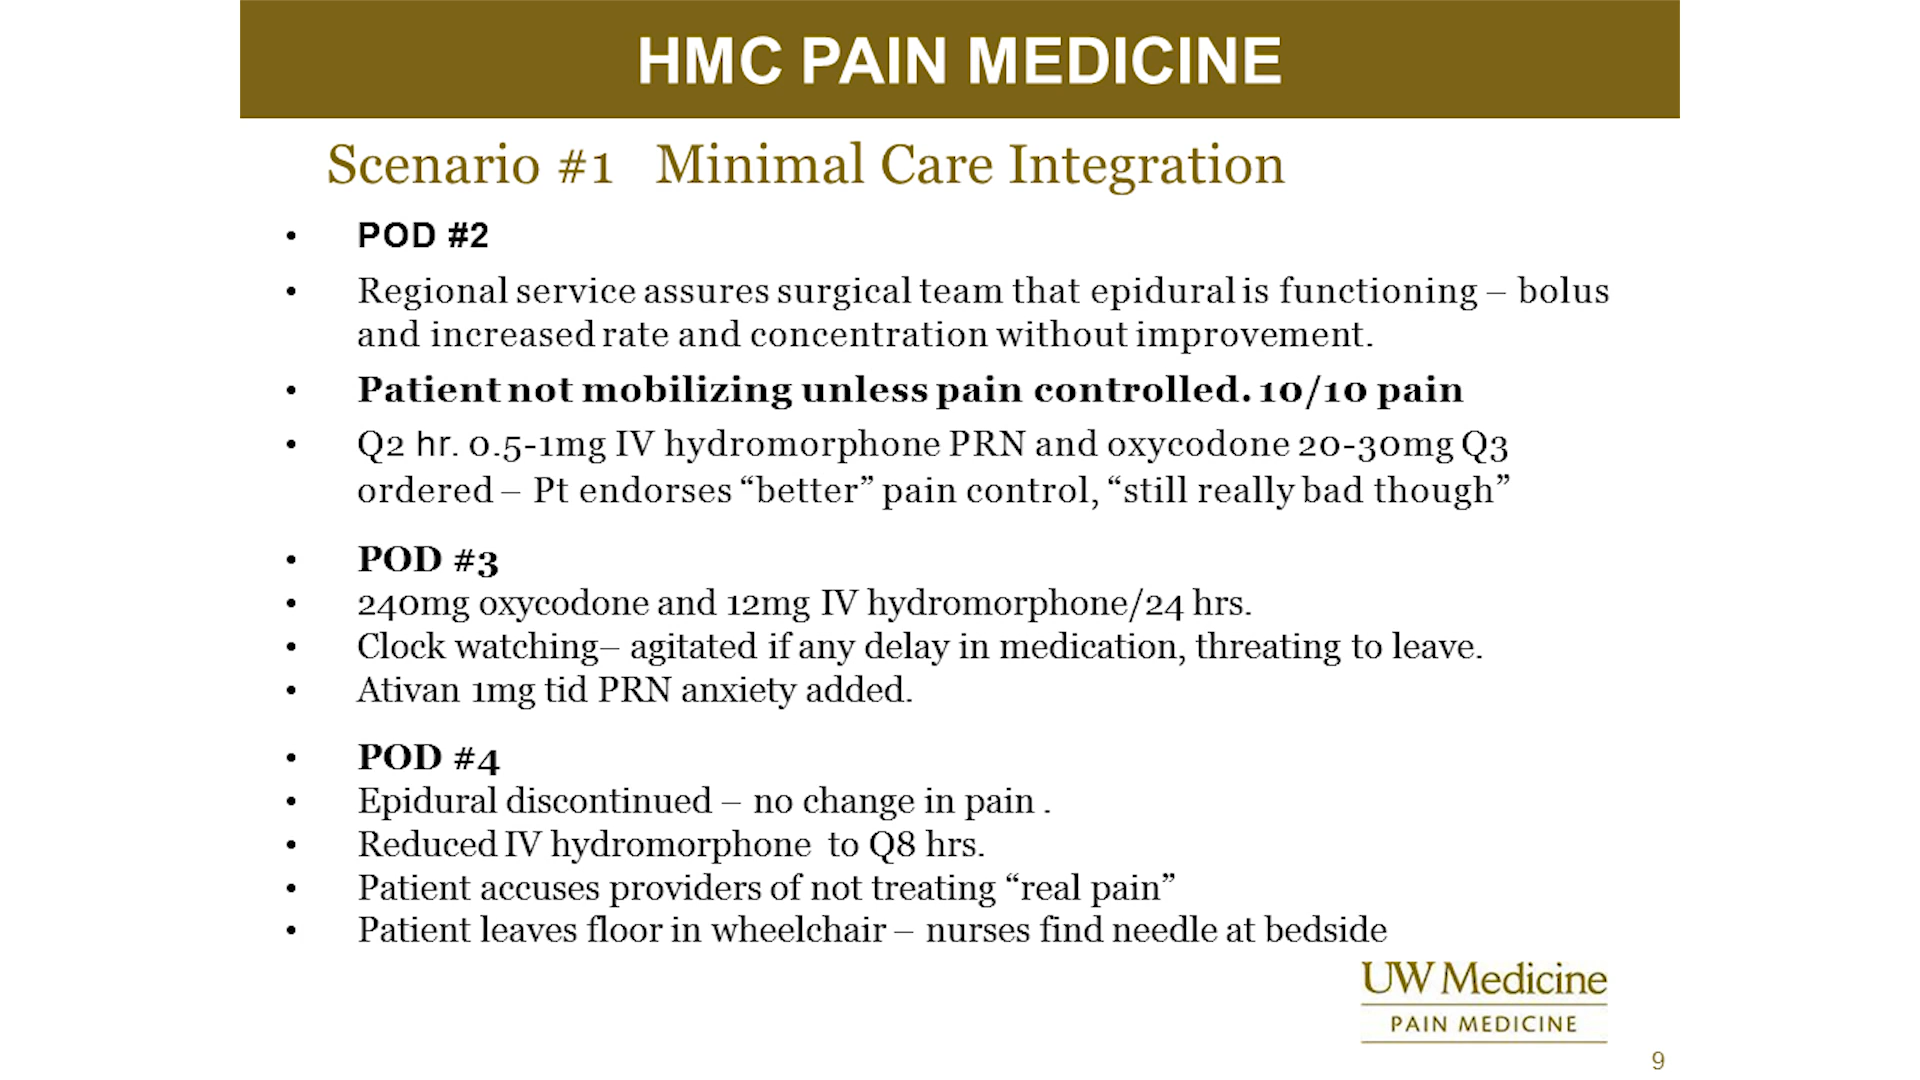 HMC PAIN MEDICINE
Scenario #1 Minimal Care Integration
• POD #2
• Regional service assures surgical team that epidural is functioning – bolus
and increased rate and concentration without improvement.
• Patient not mobilizing unless pain controlled. 10/10 pain
• Q2 hr. 0.5-1mg IV hydromorphone PRN and oxycodone 20-30mg Q3
ordered – Pt endorses “better” pain control, “still really bad though”
• POD #3
• 240mg oxycodone and 12mg IV hydromorphone/24 hrs.
• Clock watching– agitated if any delay in medication, threating to leave.
• Ativan 1mg tid PRN anxiety added.
• POD #4
• Epidural discontinued – no change in pain .
• Reduced IV hydromorphone to Q8 hrs.
• Patient accuses providers of not treating “real pain”
• Patient leaves floor in wheelchair – nurses find needle at bedside
UW Medicine
PAIN MEDICINE
9